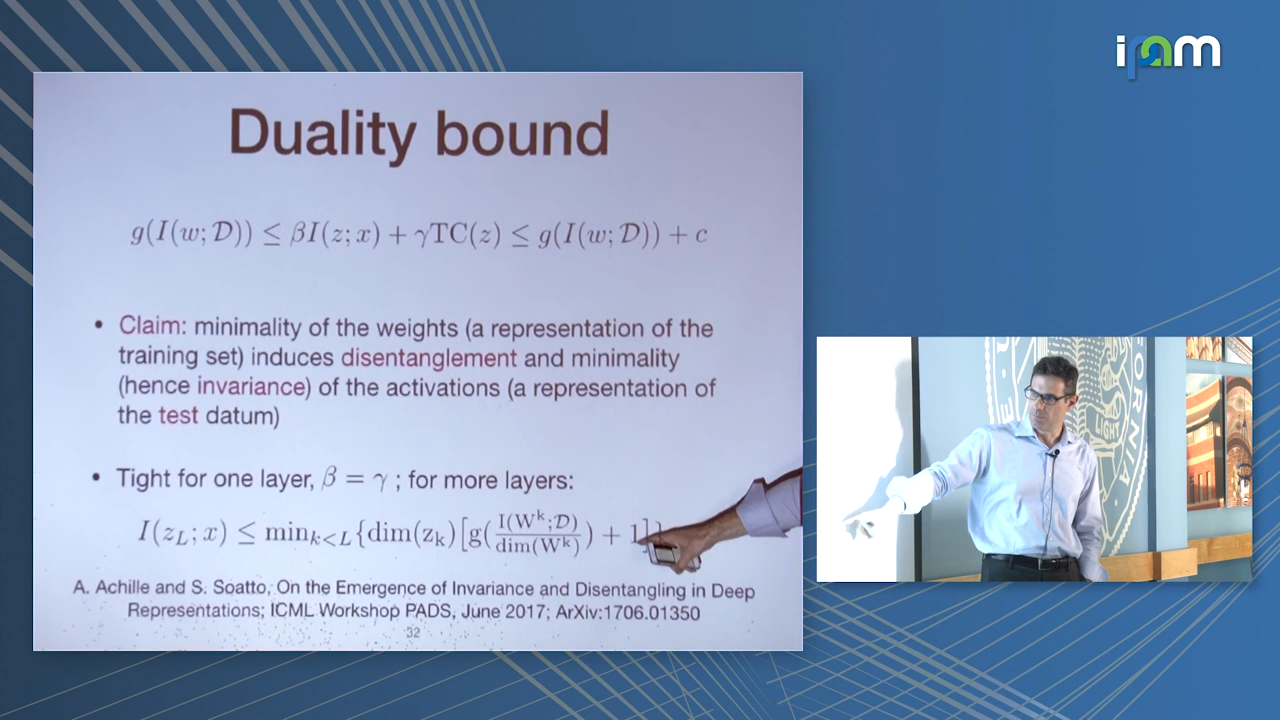 ipam
Duality bound
g(I(w; D)) ≤ βI(z; x) + γTC(z) ≤ g(I(w; D)) + c
• Claim: minimality of the weights (a representation of the
training set) induces disentanglement and minimality
(hence invariance) of the activations (a representation of
the test datum)
• Tight for one layer, β = γ ; for more layers:
I(z_L; x) ≤ min_{k<L}{dim(z_k)[g(I(W^k;D)/dim(W^k)) + 1]}
A. Achille and S. Soatto, On the Emergence of Invariance and Disentangling in Deep
Representations; ICML Workshop PADS, June 2017; ArXiv:1706.01350
32
FORNIA
LIGHT